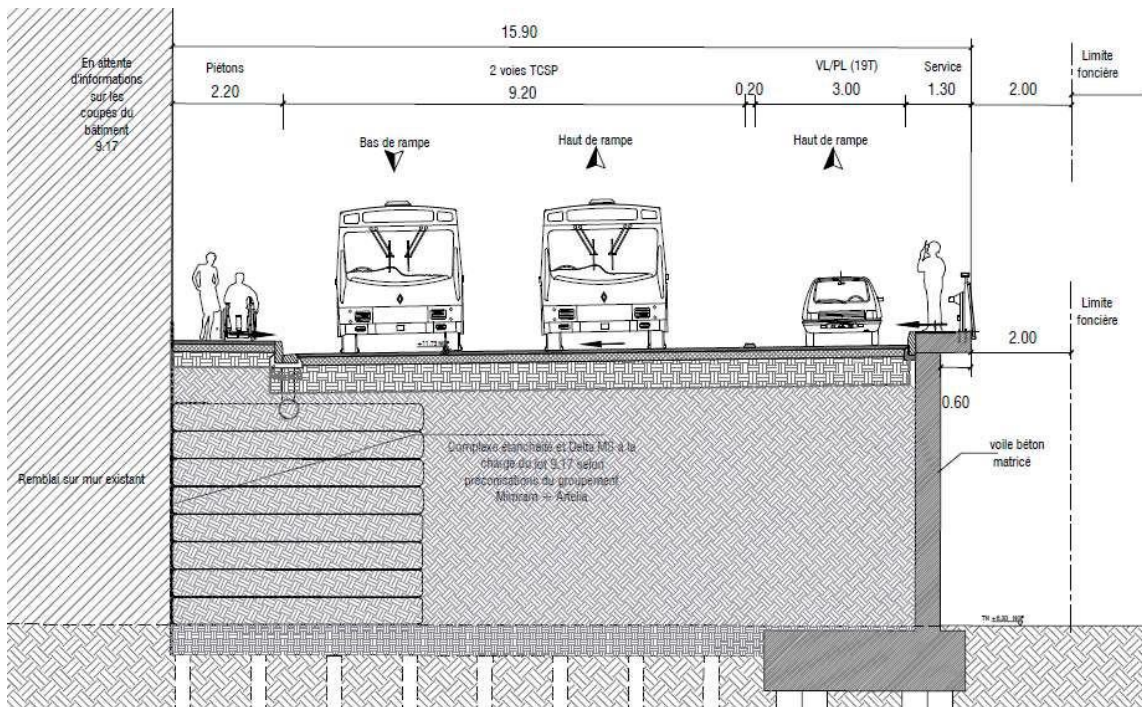 15.90
En attente
d'informations
sur les
coupes du
bâtiment
9.17
Piétons
2.20
2 voies TCSP
9.20
0.20
VL/PL (19T)
3.00
Service
1.30
2.00
Limite
foncière
Bas de rampe
Haut de rampe
Haut de rampe
Limite
foncière
2.00
0.60
Complexe étanchaité et Delta MS à la
charge du lot 9.17 selon
préconisations du groupement
Artelia
voile béton
matricé
Remblai sur mur existant
TN